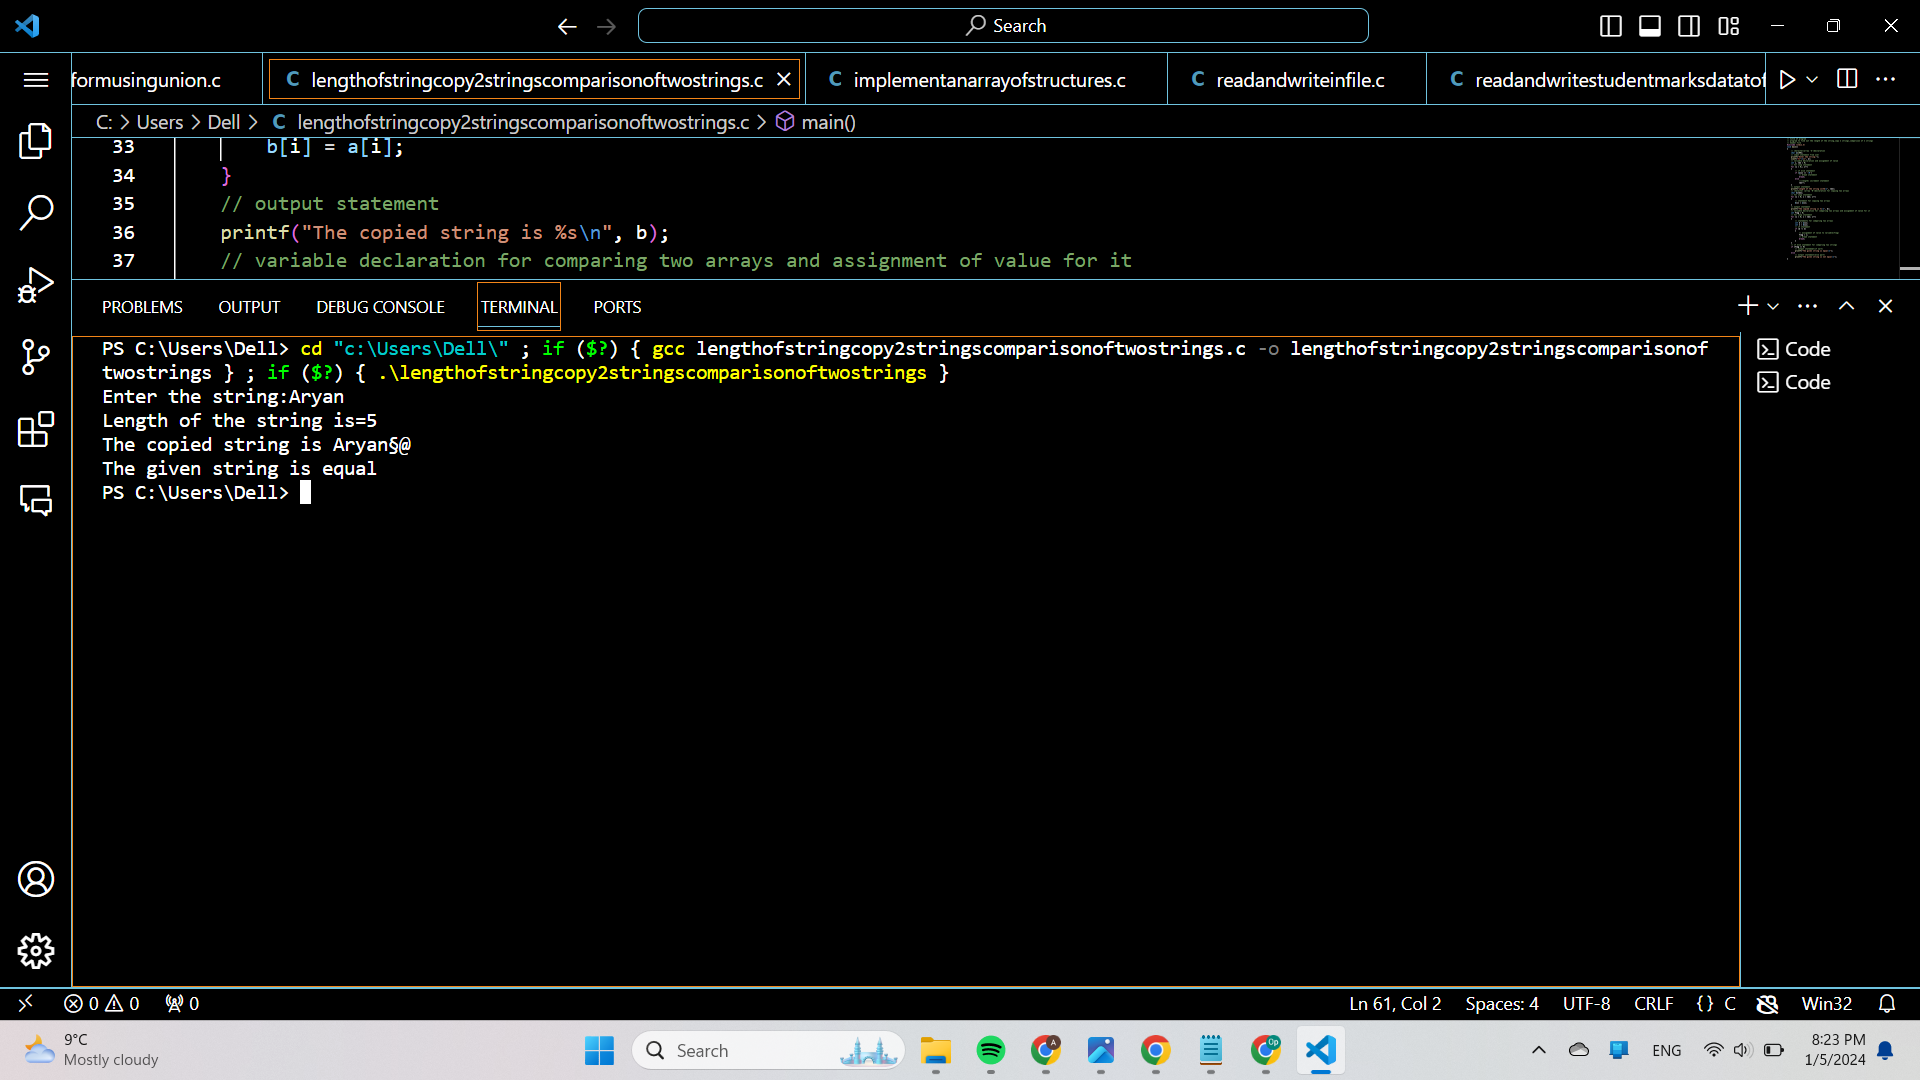 Search
formusingunion.c
C lengthofstringcopy2stringscomparisonoftwostrings.c
C implementanarrayofstructures.c
C readandwriteinfile.c
C readandwritestudentmarksdatatof
C: > Users > Dell > C lengthofstringcopy2stringscomparisonoftwostrings.c > main()
33 b[i] = a[i];
34 }
35 // output statement
36 printf("The copied string is %s\n", b);
37 // variable declaration for comparing two arrays and assignment of value for it
PROBLEMS OUTPUT DEBUG CONSOLE TERMINAL PORTS
PS C:\Users\Dell> cd "c:\Users\Dell\" ; if ($?) { gcc lengthofstringcopy2stringscomparisonoftwostrings.c -o lengthofstringcopy2stringscomparisonof
twostrings } ; if ($?) { .\lengthofstringcopy2stringscomparisonoftwostrings }
Enter the string:Aryan
Length of the string is=5
The copied string is Aryan§@
The given string is equal
PS C:\Users\Dell>
Code
Code
0 0 0
Ln 61, Col 2 Spaces: 4 UTF-8 CRLF {} C Win32
9°C
Mostly cloudy
Search
ENG
8:23 PM
1/5/2024